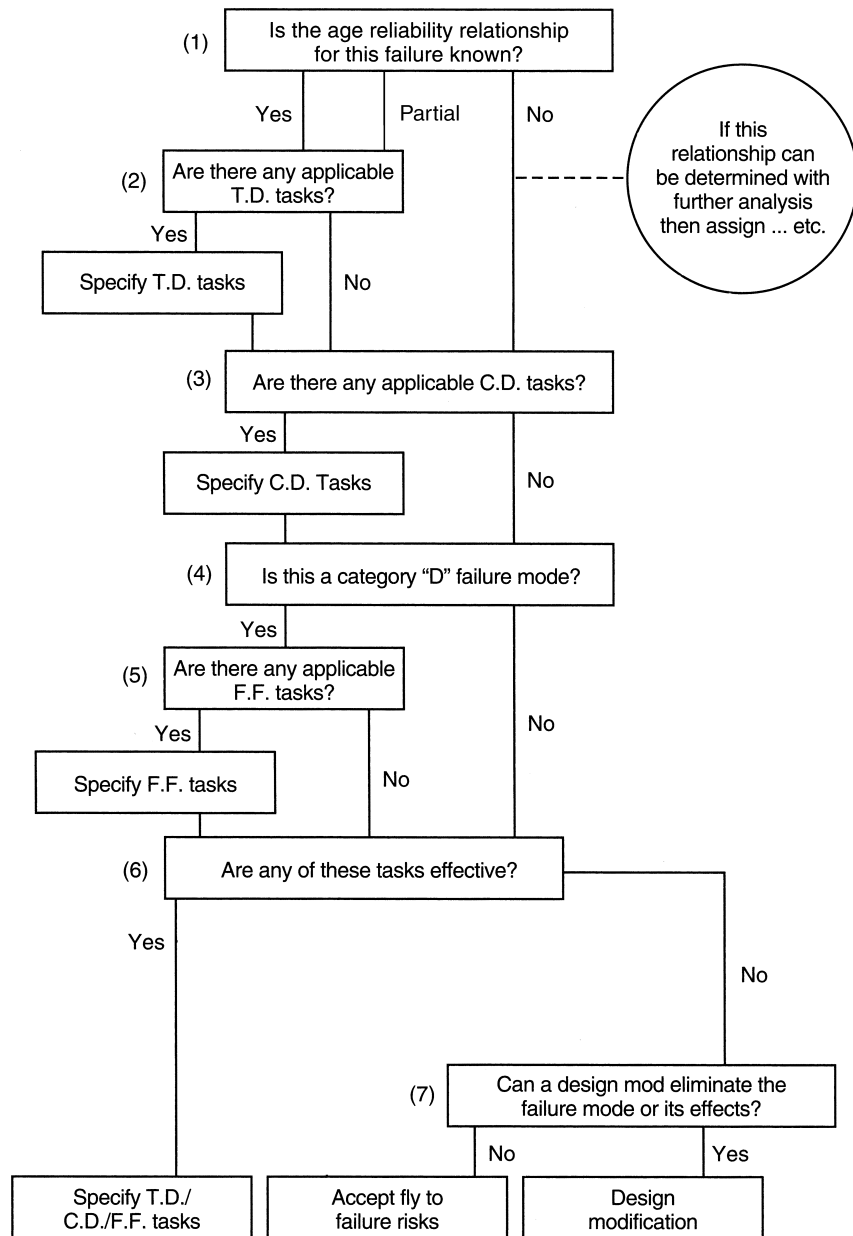 (1)
Is the age reliability relationship
for this failure known?
Yes
Partial
No
If this
relationship can
be determined with
further analysis
then assign ... etc.
(2)
Are there any applicable
T.D. tasks?
Yes
Specify T.D. tasks
No
(3)
Are there any applicable C.D. tasks?
Yes
Specify C.D. Tasks
No
(4)
Is this a category “D” failure mode?
Yes
(5)
Are there any applicable
F.F. tasks?
No
Yes
Specify F.F. tasks
No
(6)
Are any of these tasks effective?
Yes
No
(7)
Can a design mod eliminate the
failure mode or its effects?
No
Yes
Specify T.D./
C.D./F.F. tasks
Accept fly to
failure risks
Design
modification